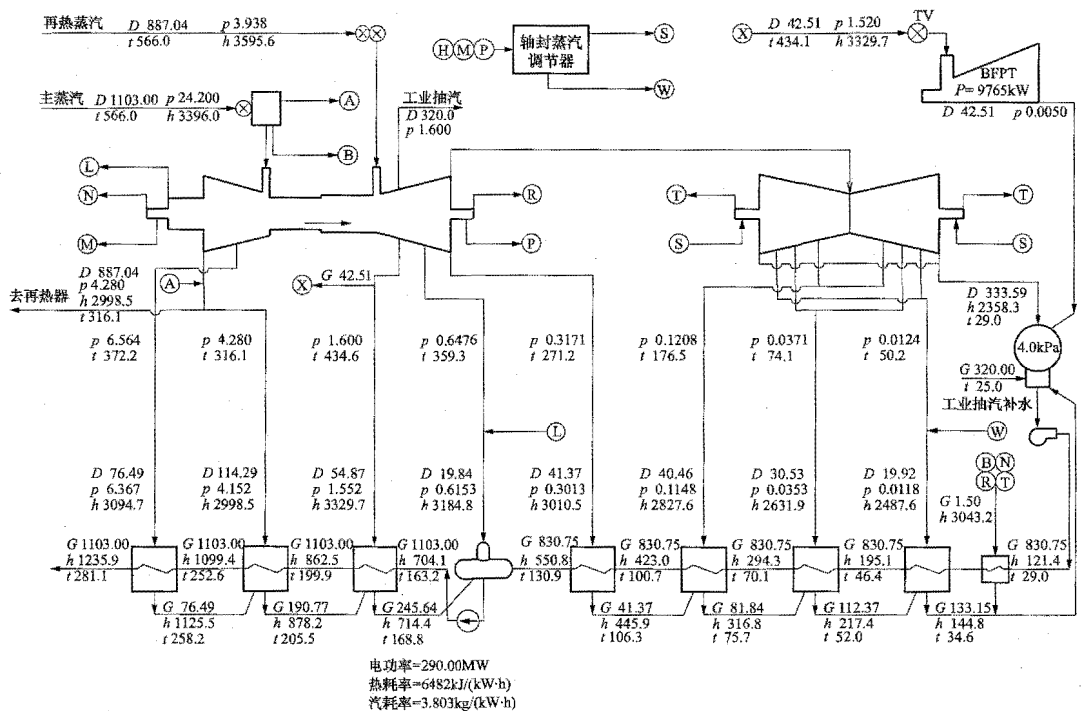 再热蒸汽 D 887.04 p 3.938
t 566.0 h 3595.6
主蒸汽 D 1103.00 p 24.200
t 566.0 h 3396.0
A
B
L
N
M
H M P
轴封蒸汽
调节器
S
W
工业抽汽
D 320.0
p 1.600
X
D 42.51 p 1.520
t 434.1 h 3329.7
TV
BFPT
P= 9765kW
D 42.51 p 0.0050
R
P
T
T
S
S
D 887.04
p 4.280
h 2998.5
t 316.1
去再热器
A
X
G 42.51
D 333.59
h 2358.3
t 29.0
4.0kPa
G 320.00
t 25.0
工业抽汽补水
p 6.564
t 372.2
p 4.280
t 316.1
p 1.600
t 434.6
p 0.6476
t 359.3
p 0.3171
t 271.2
p 0.1208
t 176.5
p 0.0371
t 74.1
p 0.0124
t 50.2
L
W
B N
R T
G 1.50
h 3043.2
D 76.49
p 6.367
h 3094.7
D 114.29
p 4.152
h 2998.5
D 54.87
p 1.552
h 3329.7
D 19.84
p 0.6153
h 3184.8
D 41.37
p 0.3013
h 3010.5
D 40.46
p 0.1148
h 2827.6
D 30.53
p 0.0353
h 2631.9
D 19.92
p 0.0118
h 2487.6
G 1103.00
h 1235.9
t 281.1
G 1103.00
h 1099.4
t 252.6
G 1103.00
h 862.5
t 199.9
G 1103.00
h 704.1
t 163.2
G 830.75
h 550.8
t 130.9
G 830.75
h 423.0
t 100.7
G 830.75
h 294.3
t 70.1
G 830.75
h 195.1
t 46.4
G 830.75
h 121.4
t 29.0
G 76.49
h 1125.5
t 258.2
G 190.77
h 878.2
t 205.5
G 245.64
h 714.4
t 168.8
G 41.37
h 445.9
t 106.3
G 81.84
h 316.8
t 75.7
G 112.37
h 217.4
t 52.0
G 133.15
h 144.8
t 34.6
电功率=290.00MW
热耗率=6482kJ/(kW·h)
汽耗率=3.803kg/(kW·h)